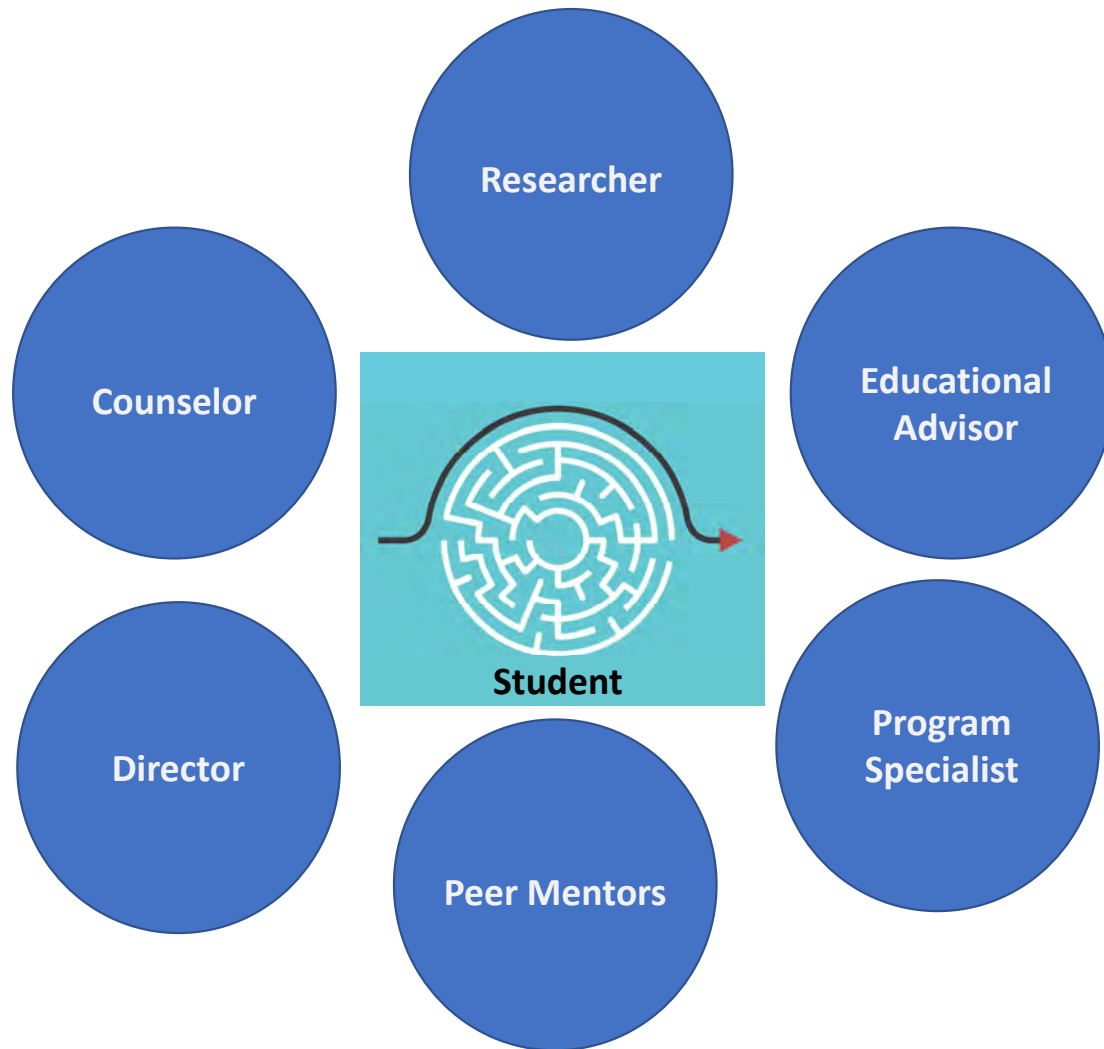 Researcher
Counselor
Educational
Advisor
Student
Director
Program
Specialist
Peer Mentors